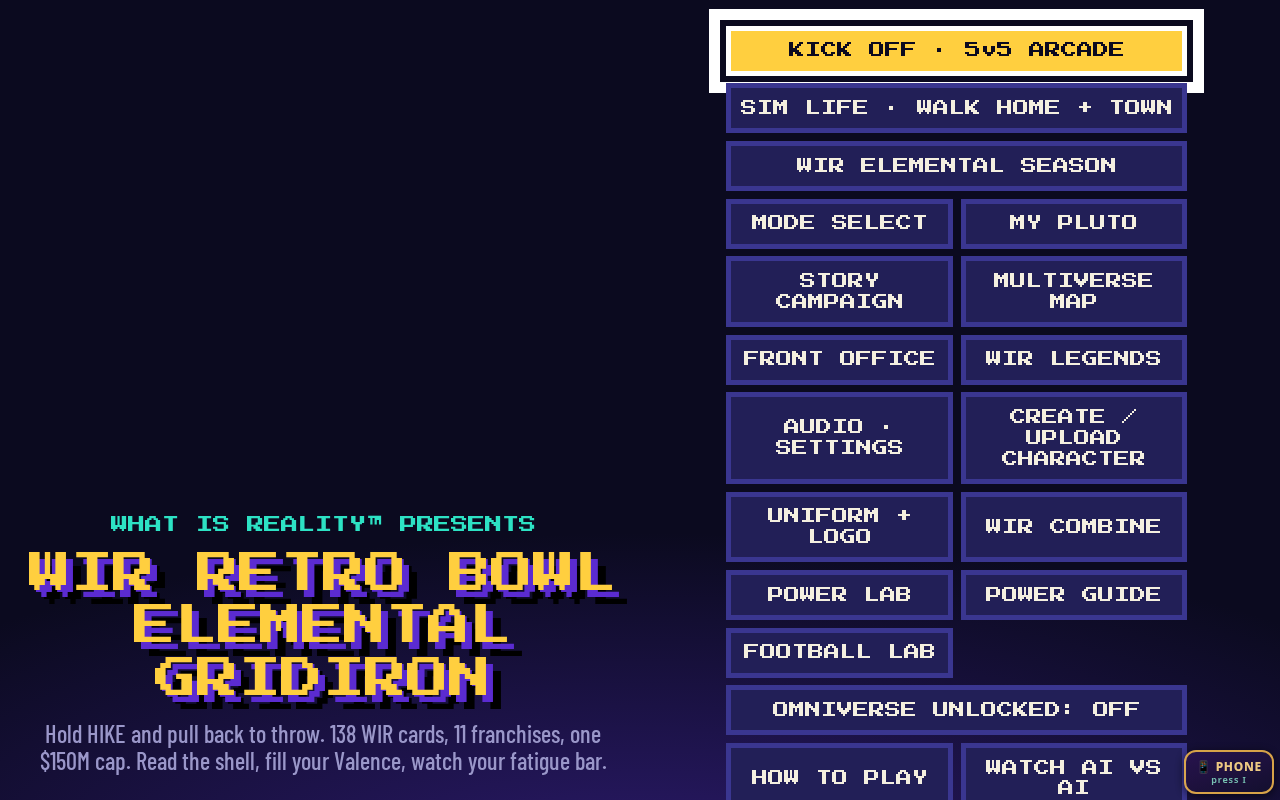 WHAT IS REALITY™ PRESENTS
WIR RETRO BOWL
ELEMENTAL
GRIDIRON
Hold HIKE and pull back to throw. 138 WIR cards, 11 franchises, one
$150M cap. Read the shell, fill your Valence, watch your fatigue bar.
KICK OFF · 5v5 ARCADE
SIM LIFE · WALK HOME + TOWN
WIR ELEMENTAL SEASON
MODE SELECT
MY PLUTO
STORY
CAMPAIGN
MULTIVERSE
MAP
FRONT OFFICE
WIR LEGENDS
AUDIO ·
SETTINGS
CREATE /
UPLOAD
CHARACTER
UNIFORM +
LOGO
WIR COMBINE
POWER LAB
POWER GUIDE
FOOTBALL LAB
OMNIVERSE UNLOCKED: OFF
HOW TO PLAY
WATCH AI VS
AI
PHONE
press I